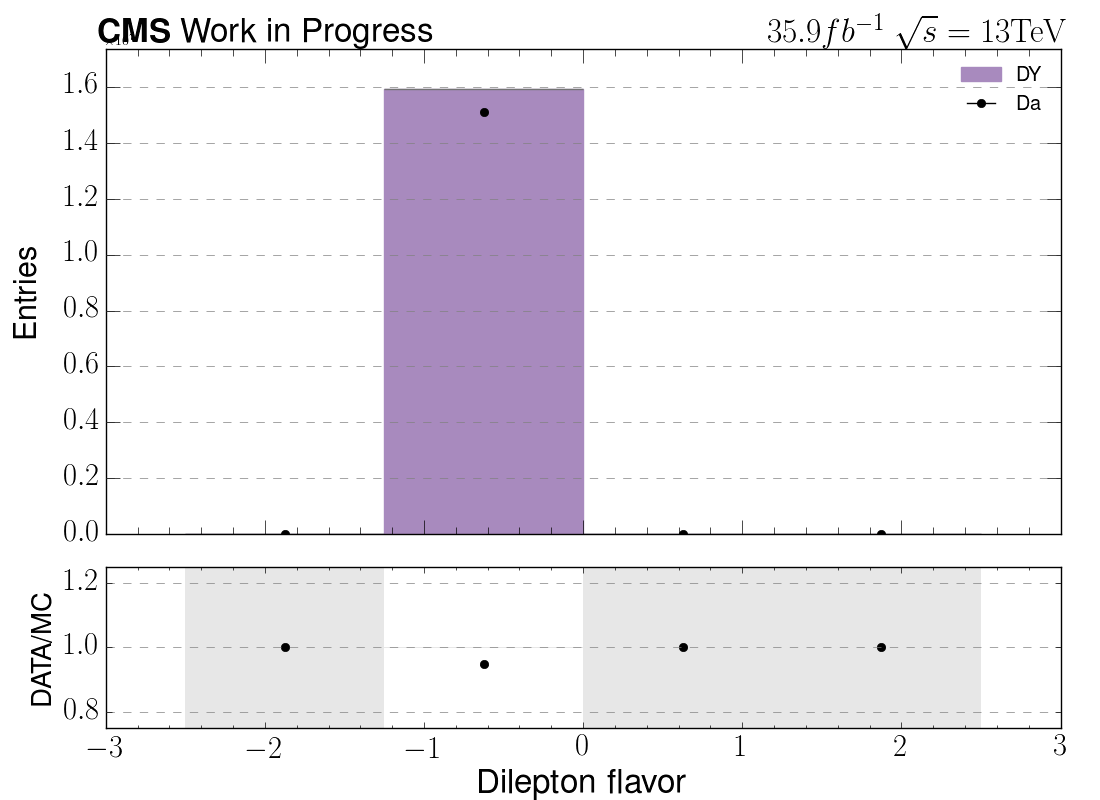 CMS Work in Progress
35.9fb⁻¹ √s = 13TeV
DY
Da
1.6
1.4
1.2
1.0
0.8
0.6
0.4
0.2
0.0
Entries
1.2
1.0
0.8
DATA/MC
−3 −2 −1 0 1 2 3
Dilepton flavor